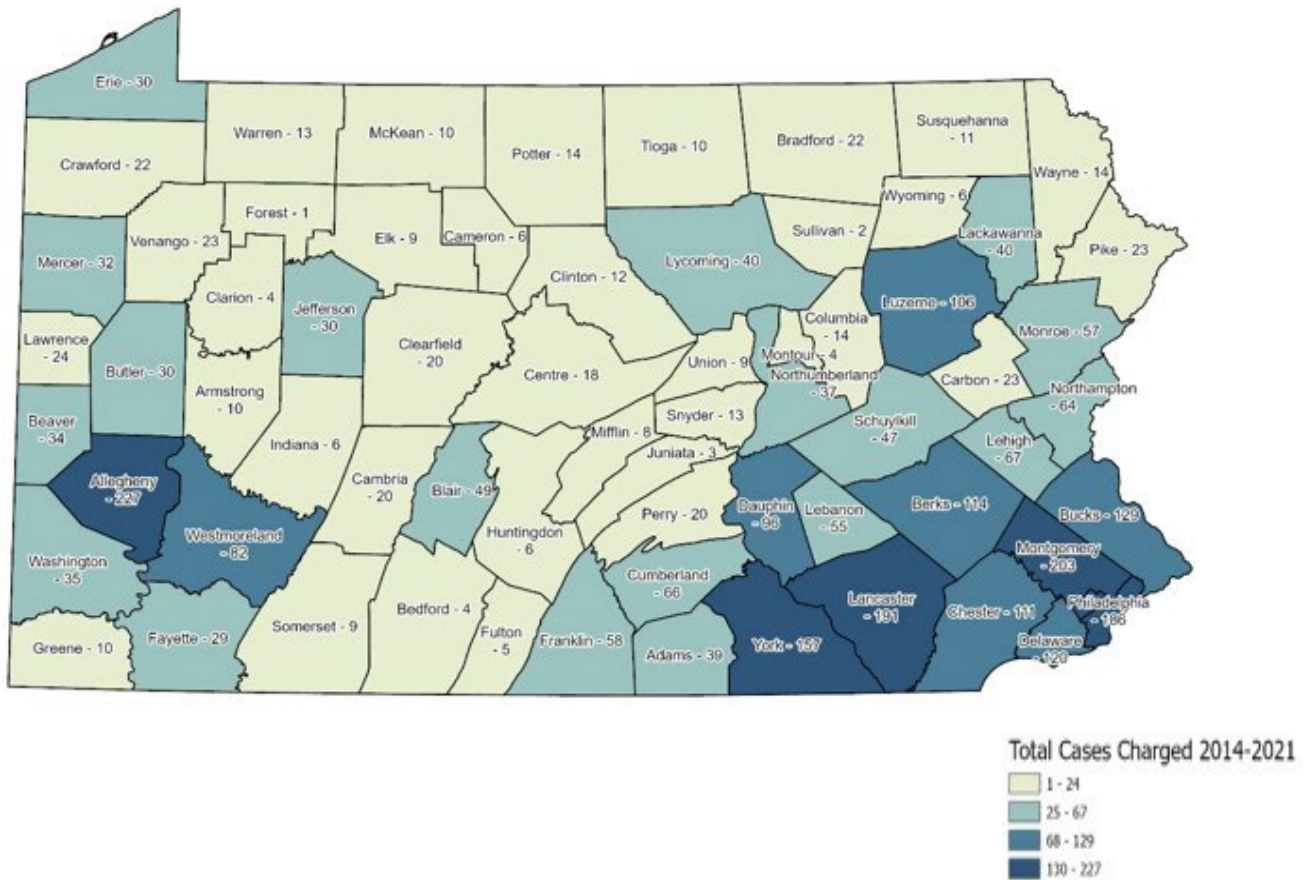 Erie - 30
Warren - 13
McKean - 10
Potter - 14
Tioga - 10
Bradford - 22
Susquehanna
- 11
Crawford - 22
Wayne - 14
Forest - 1
Wyoming - 6
Venango - 23
Elk - 9
Cameron - 6
Sullivan - 2
Lackawanna
- 40
Pike - 23
Mercer - 32
Lycoming - 40
Clinton - 12
Clarion - 4
Jefferson
- 30
Luzerne - 106
Columbia
- 14
Monroe - 57
Lawrence
- 24
Clearfield
- 20
Butler - 30
Union - 9
Montour - 4
Centre - 18
Northumberland
- 37
Carbon - 23
Northampton
- 64
Armstrong
- 10
Beaver
- 34
Snyder - 13
Schuylkill
- 47
Indiana - 6
Mifflin - 8
Lehigh
- 67
Juniata - 3
Cambria
- 20
Allegheny
- 227
Blair - 49
Dauphin
- 96
Lebanon
- 55
Berks - 114
Bucks - 129
Perry - 20
Huntingdon
- 6
Westmoreland
- 82
Montgomery
- 203
Washington
- 35
Cumberland
- 66
Lancaster
- 191
Philadelphia
- 186
Bedford - 4
Chester - 111
Somerset - 9
Fulton
- 5
Franklin - 58
York - 157
Fayette - 29
Delaware
- 120
Greene - 10
Adams - 39
Total Cases Charged 2014-2021
1 - 24
25 - 67
68 - 129
130 - 227